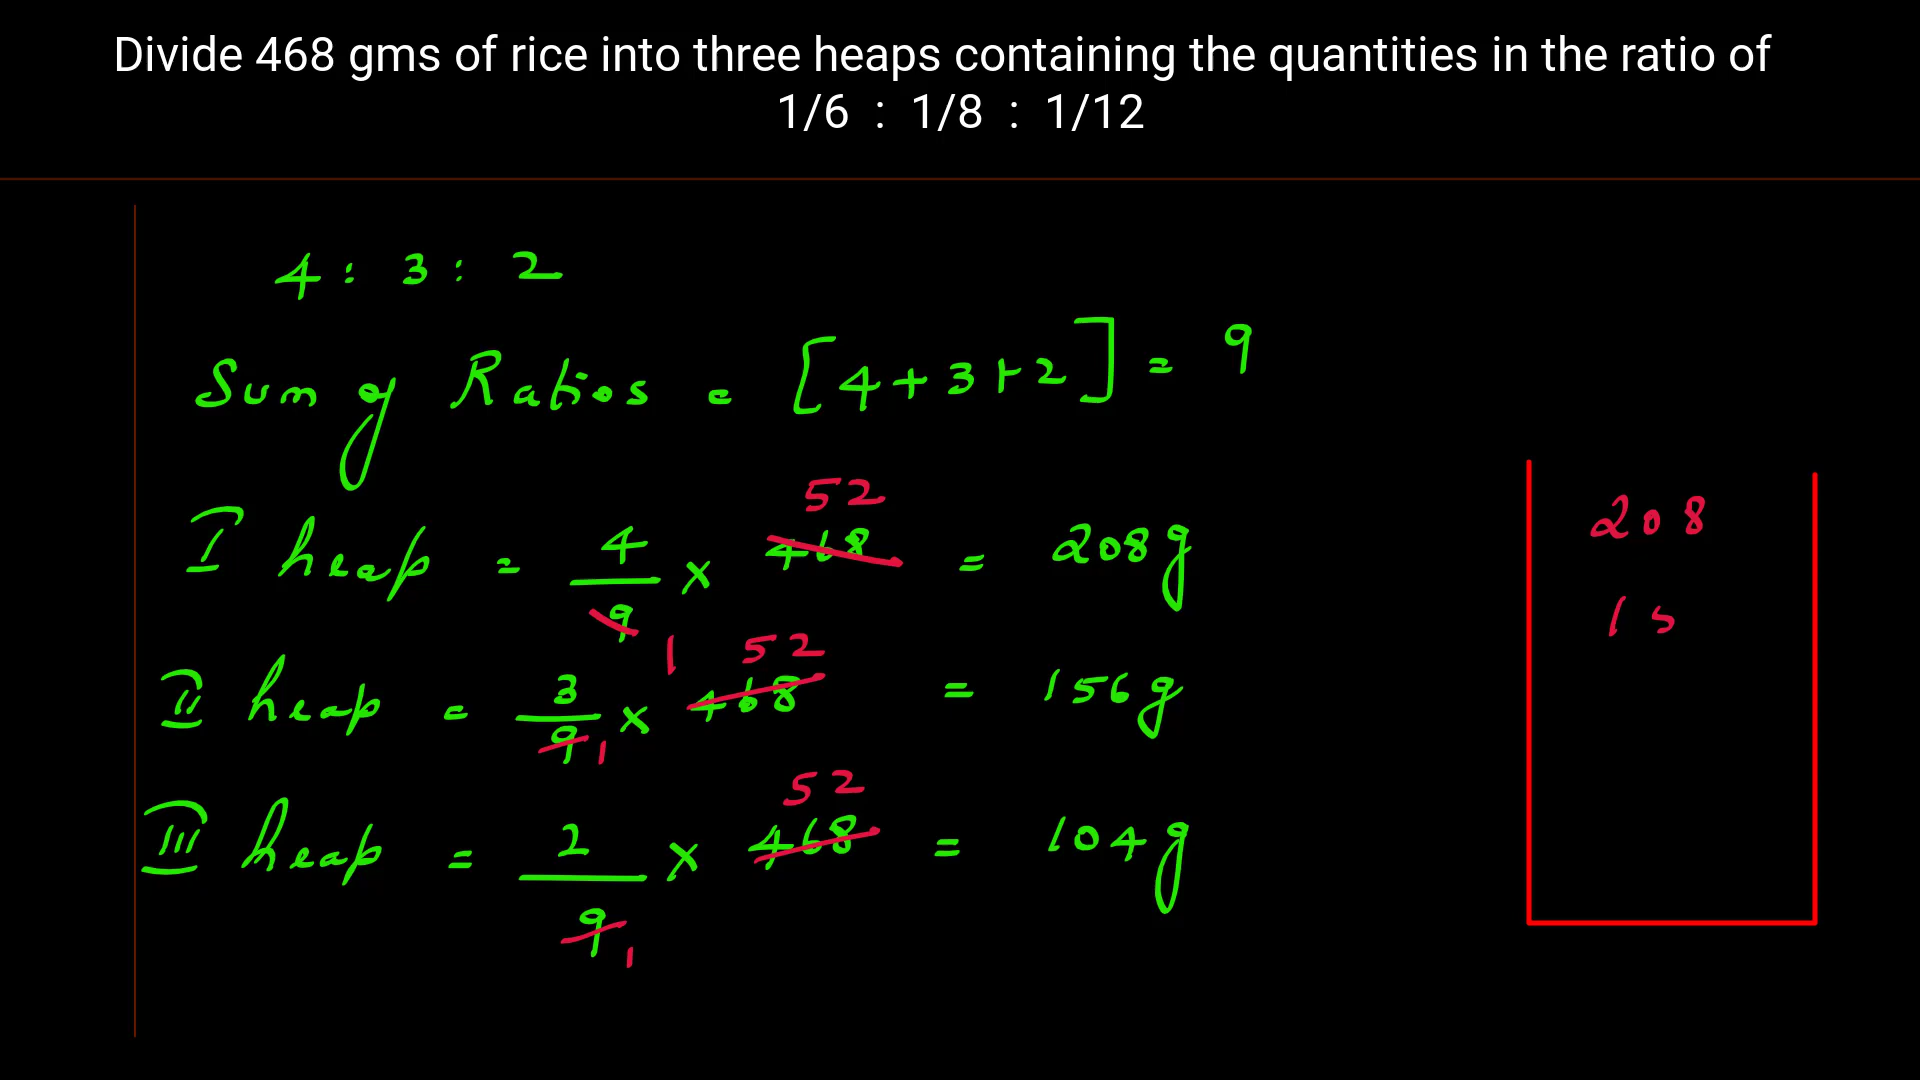 Divide 468 gms of rice into three heaps containing the quantities in the ratio of
1/6 : 1/8 : 1/12
4 : 3 : 2
Sum of Ratios = [4+3+2] = 9
52
I heap = 4/9 × 468 = 208g
1
52
II heap = 3/9 × 468 = 156g
1
52
III heap = 2/9 × 468 = 104g
1
208
15